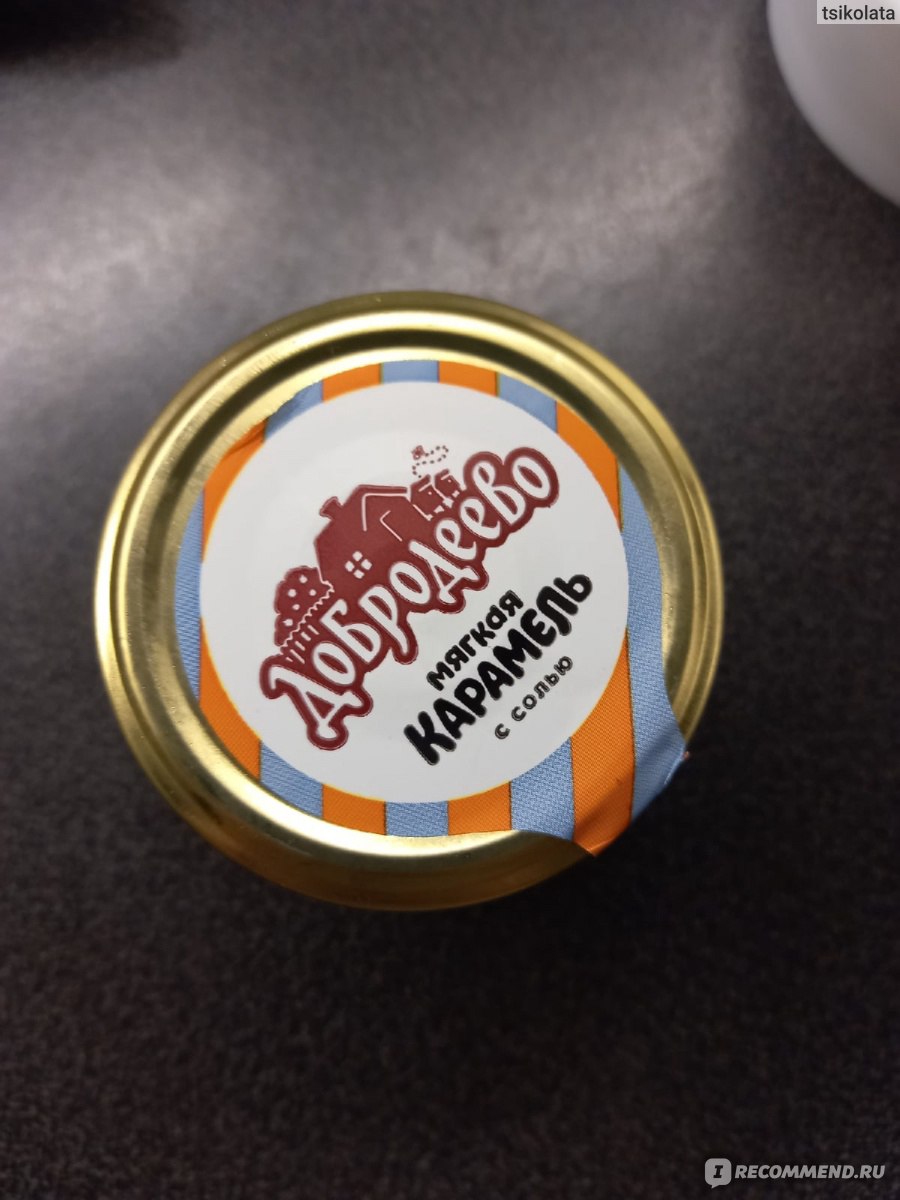 tsikolata
Добродеево
мягкая
КАРАМЕЛЬ
с солью
IRECOMMEND.RU